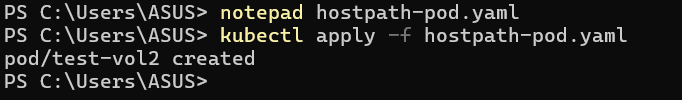 PS C:\Users\ASUS> notepad hostpath-pod.yaml
PS C:\Users\ASUS> kubectl apply -f hostpath-pod.yaml
pod/test-vol2 created
PS C:\Users\ASUS>